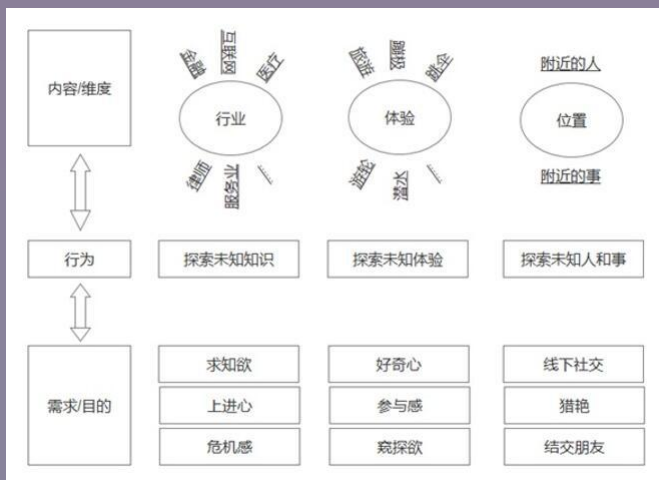 金融
互联网
医疗
旅游
蹦极
跳伞
附近的人
内容/维度
行业
体验
位置
律师
服务业
游轮
潜水
附近的事
行为
探索未知知识
探索未知体验
探索未知人和事
求知欲
好奇心
线下社交
需求/目的
上进心
参与感
猎艳
危机感
窥探欲
结交朋友